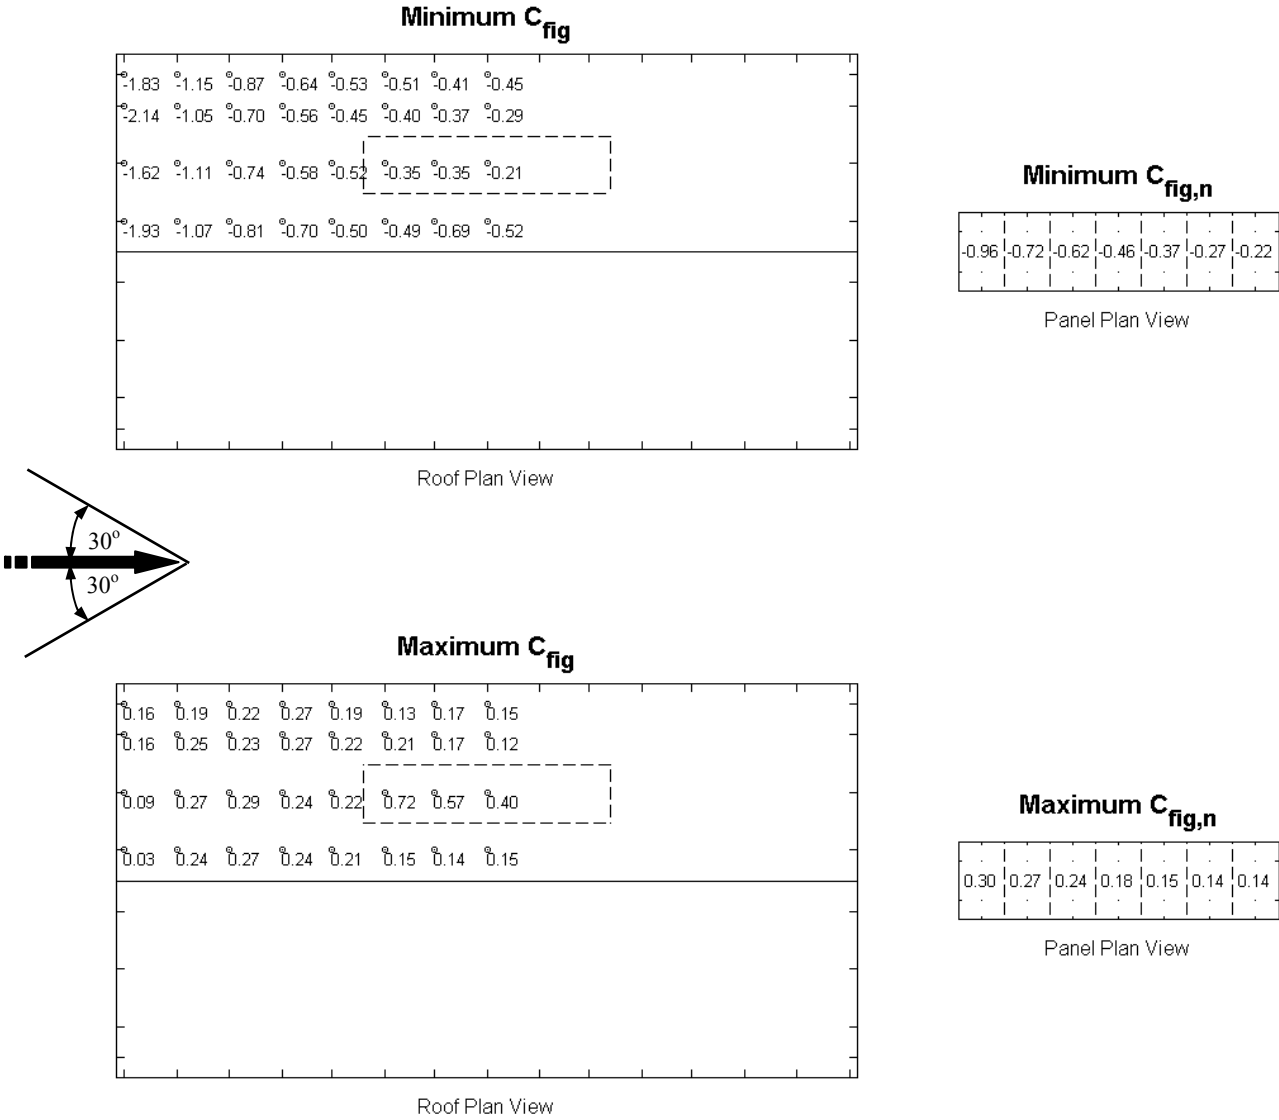 Minimum Cfig
-1.83 -1.15 -0.87 -0.64 -0.53 -0.51 -0.41 -0.45
-2.14 -1.05 -0.70 -0.56 -0.45 -0.40 -0.37 -0.29
-1.62 -1.11 -0.74 -0.58 -0.52 -0.35 -0.35 -0.21
-1.93 -1.07 -0.81 -0.70 -0.50 -0.49 -0.69 -0.52
Roof Plan View
Minimum Cfig,n
-0.96 -0.72 -0.62 -0.46 -0.37 -0.27 -0.22
Panel Plan View
30º
30º
Maximum Cfig
0.16 0.19 0.22 0.27 0.19 0.13 0.17 0.15
0.16 0.25 0.23 0.27 0.22 0.21 0.17 0.12
0.09 0.27 0.29 0.24 0.22 0.72 0.57 0.40
0.03 0.24 0.27 0.24 0.21 0.15 0.14 0.15
Roof Plan View
Maximum Cfig,n
0.30 0.27 0.24 0.18 0.15 0.14 0.14
Panel Plan View